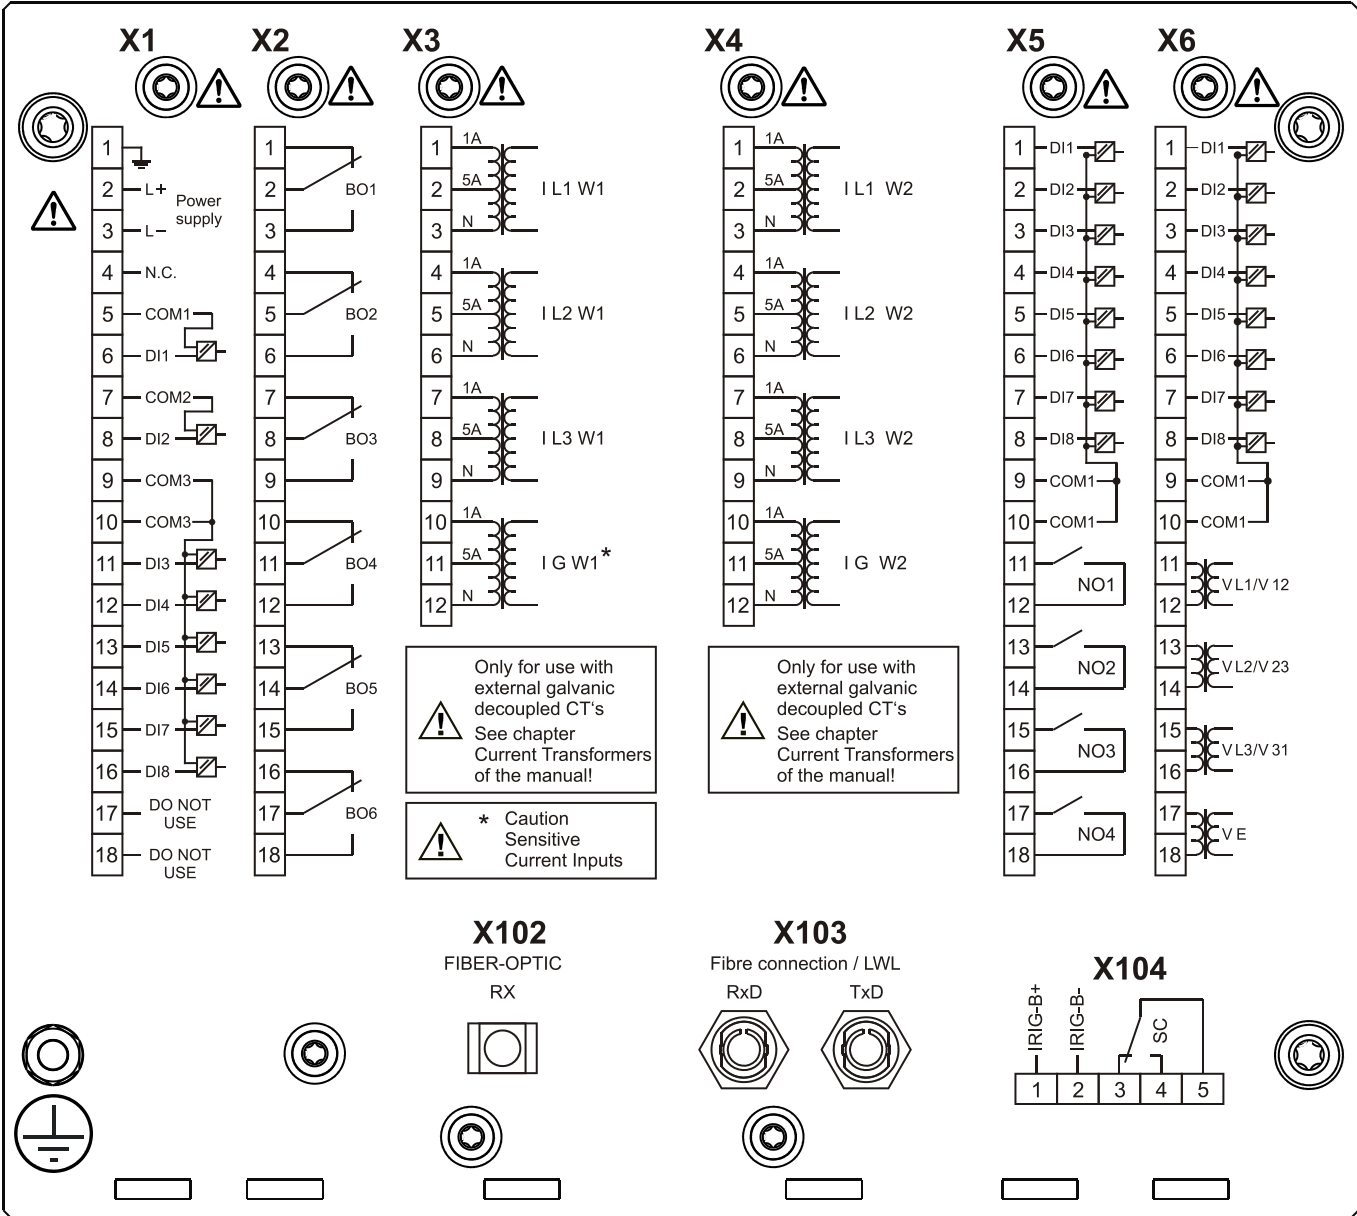 X1
X2
X3
X4
X5
X6
1
2 L+
Power
supply
3 L−
4 N.C.
5 COM1
6 DI1
7 COM2
8 DI2
9 COM3
10 COM3
11 DI3
12 DI4
13 DI5
14 DI6
15 DI7
16 DI8
17 DO NOT
USE
18 DO NOT
USE
1
2 BO1
3
4
5 BO2
6
7
8 BO3
9
10
11 BO4
12
13
14 BO5
15
16
17 BO6
18
1 1A
2 5A I L1 W1
3 N
4 1A
5 5A I L2 W1
6 N
7 1A
8 5A I L3 W1
9 N
10 1A
11 5A I G W1*
12 N
Only for use with
external galvanic
decoupled CT's
See chapter
Current Transformers
of the manual!
* Caution
Sensitive
Current Inputs
1 1A
2 5A I L1 W2
3 N
4 1A
5 5A I L2 W2
6 N
7 1A
8 5A I L3 W2
9 N
10 1A
11 5A I G W2
12 N
Only for use with
external galvanic
decoupled CT's
See chapter
Current Transformers
of the manual!
1 DI1
2 DI2
3 DI3
4 DI4
5 DI5
6 DI6
7 DI7
8 DI8
9 COM1
10 COM1
11
NO1
12
13
NO2
14
15
NO3
16
17
NO4
18
1 DI1
2 DI2
3 DI3
4 DI4
5 DI5
6 DI6
7 DI7
8 DI8
9 COM1
10 COM1
11
V L1/V 12
12
13
V L2/V 23
14
15
V L3/V 31
16
17
V E
18
X102
FIBER-OPTIC
RX
X103
Fibre connection / LWL
RxD TxD
X104
IRIG-B+
IRIG-B-
SC
1 2 3 4 5